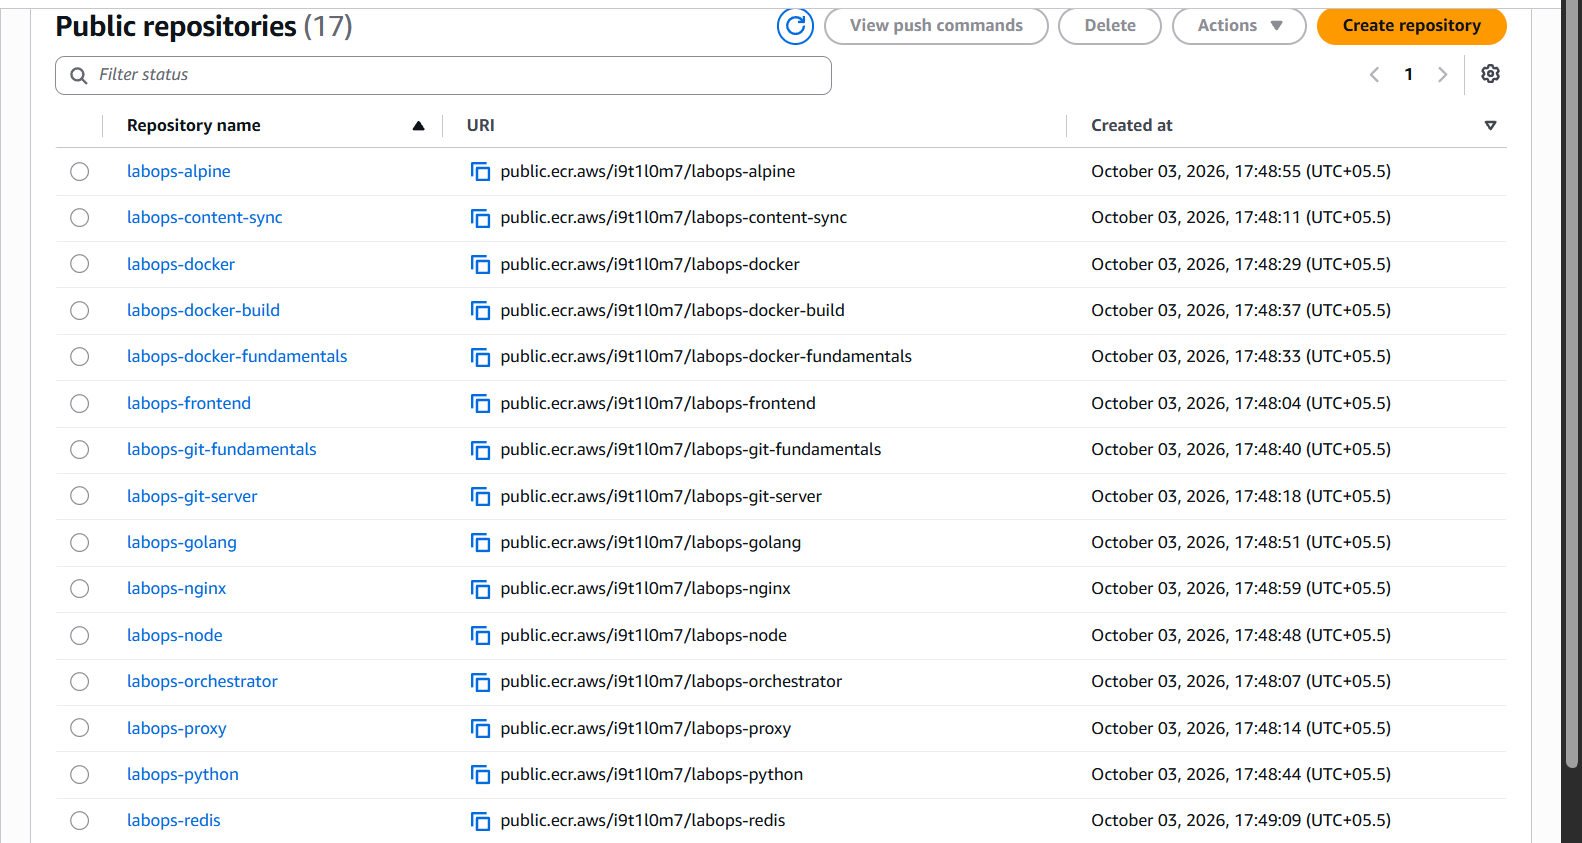 Public repositories (17) View push commands Delete Actions Create repository
Filter status 1
Repository name URI Created at
labops-alpine public.ecr.aws/i9t1l0m7/labops-alpine October 03, 2026, 17:48:55 (UTC+05.5)
labops-content-sync public.ecr.aws/i9t1l0m7/labops-content-sync October 03, 2026, 17:48:11 (UTC+05.5)
labops-docker public.ecr.aws/i9t1l0m7/labops-docker October 03, 2026, 17:48:29 (UTC+05.5)
labops-docker-build public.ecr.aws/i9t1l0m7/labops-docker-build October 03, 2026, 17:48:37 (UTC+05.5)
labops-docker-fundamentals public.ecr.aws/i9t1l0m7/labops-docker-fundamentals October 03, 2026, 17:48:33 (UTC+05.5)
labops-frontend public.ecr.aws/i9t1l0m7/labops-frontend October 03, 2026, 17:48:04 (UTC+05.5)
labops-git-fundamentals public.ecr.aws/i9t1l0m7/labops-git-fundamentals October 03, 2026, 17:48:40 (UTC+05.5)
labops-git-server public.ecr.aws/i9t1l0m7/labops-git-server October 03, 2026, 17:48:18 (UTC+05.5)
labops-golang public.ecr.aws/i9t1l0m7/labops-golang October 03, 2026, 17:48:51 (UTC+05.5)
labops-nginx public.ecr.aws/i9t1l0m7/labops-nginx October 03, 2026, 17:48:59 (UTC+05.5)
labops-node public.ecr.aws/i9t1l0m7/labops-node October 03, 2026, 17:48:48 (UTC+05.5)
labops-orchestrator public.ecr.aws/i9t1l0m7/labops-orchestrator October 03, 2026, 17:48:07 (UTC+05.5)
labops-proxy public.ecr.aws/i9t1l0m7/labops-proxy October 03, 2026, 17:48:14 (UTC+05.5)
labops-python public.ecr.aws/i9t1l0m7/labops-python October 03, 2026, 17:48:44 (UTC+05.5)
labops-redis public.ecr.aws/i9t1l0m7/labops-redis October 03, 2026, 17:49:09 (UTC+05.5)